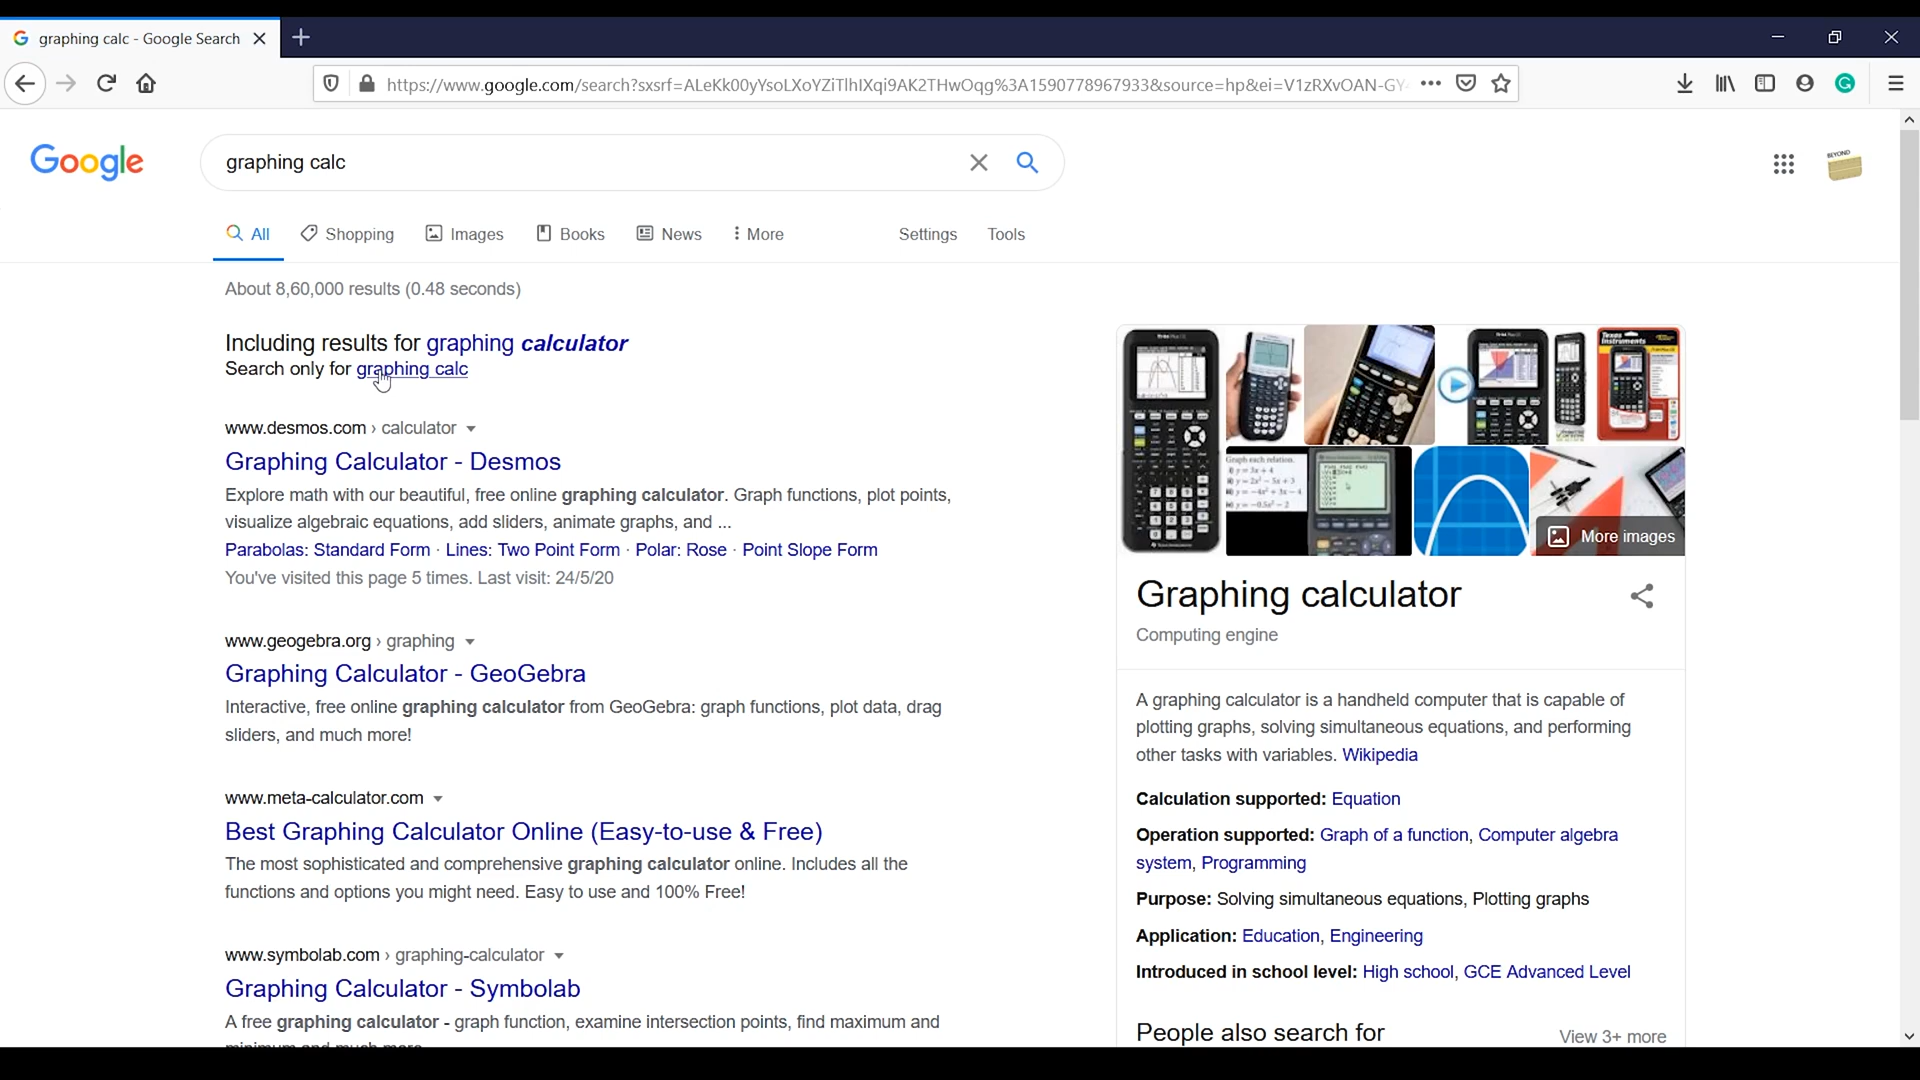 graphing calc - Google Search
https://www.google.com/search?sxsrf=ALeKk00yYsoLXoYZiTlhIXqi9AK2THwOqg%3A1590778967933&source=hp&ei=V1zRXvOAN-GY
Google
graphing calc
BEYOND
All Shopping Images Books News More Settings Tools
About 8,60,000 results (0.48 seconds)
Including results for graphing calculator
Search only for graphing calc
www.desmos.com › calculator
Graphing Calculator - Desmos
Explore math with our beautiful, free online graphing calculator. Graph functions, plot points,
visualize algebraic equations, add sliders, animate graphs, and ...
Parabolas: Standard Form · Lines: Two Point Form · Polar: Rose · Point Slope Form
You've visited this page 5 times. Last visit: 24/5/20
www.geogebra.org › graphing
Graphing Calculator - GeoGebra
Interactive, free online graphing calculator from GeoGebra: graph functions, plot data, drag
sliders, and much more!
www.meta-calculator.com
Best Graphing Calculator Online (Easy-to-use & Free)
The most sophisticated and comprehensive graphing calculator online. Includes all the
functions and options you might need. Easy to use and 100% Free!
www.symbolab.com › graphing-calculator
Graphing Calculator - Symbolab
A free graphing calculator - graph function, examine intersection points, find maximum and
minimum and much more
Texas Instruments
Graph each relation.
More images
Graphing calculator
Computing engine
A graphing calculator is a handheld computer that is capable of
plotting graphs, solving simultaneous equations, and performing
other tasks with variables. Wikipedia
Calculation supported: Equation
Operation supported: Graph of a function, Computer algebra
system, Programming
Purpose: Solving simultaneous equations, Plotting graphs
Application: Education, Engineering
Introduced in school level: High school, GCE Advanced Level
People also search for
View 3+ more